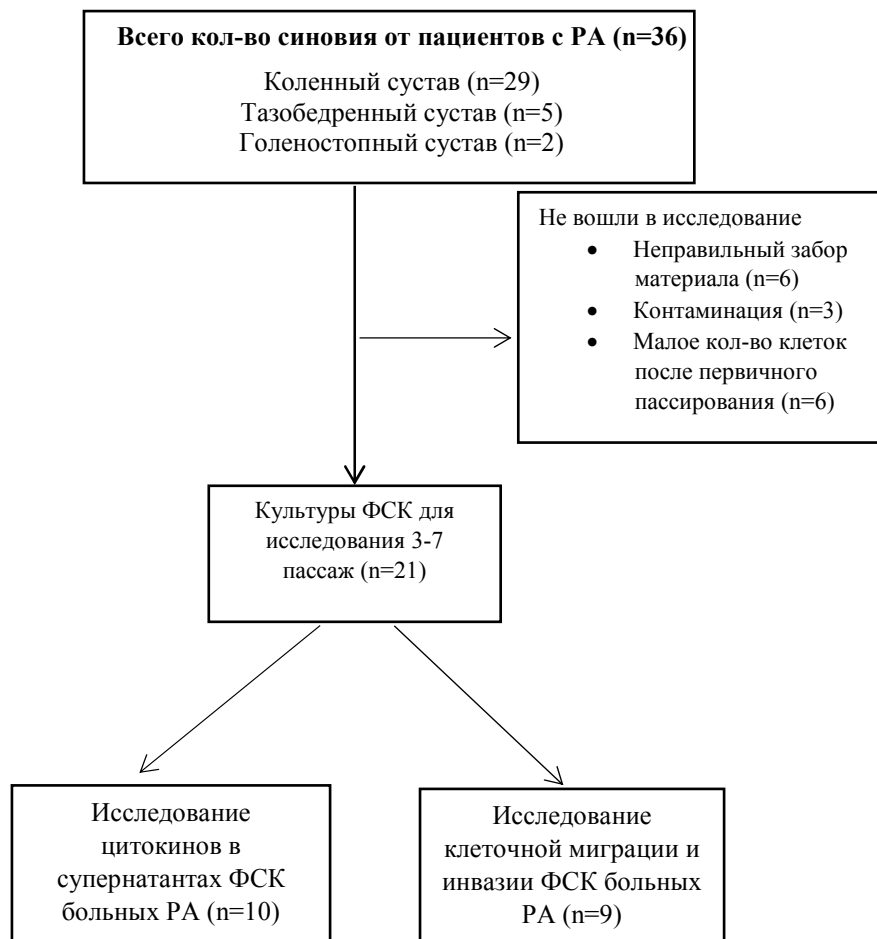 Всего кол-во синовия от пациентов с РА (n=36)
Коленный сустав (n=29)
Тазобедренный сустав (n=5)
Голеностопный сустав (n=2)
Не вошли в исследование
• Неправильный забор
материала (n=6)
• Контаминация (n=3)
• Малое кол-во клеток
после первичного
пассирования (n=6)
Культуры ФСК для
исследования 3-7
пассаж (n=21)
Исследование
цитокинов в
супернатантах ФСК
больных РА (n=10)
Исследование
клеточной миграции и
инвазии ФСК больных
РА (n=9)